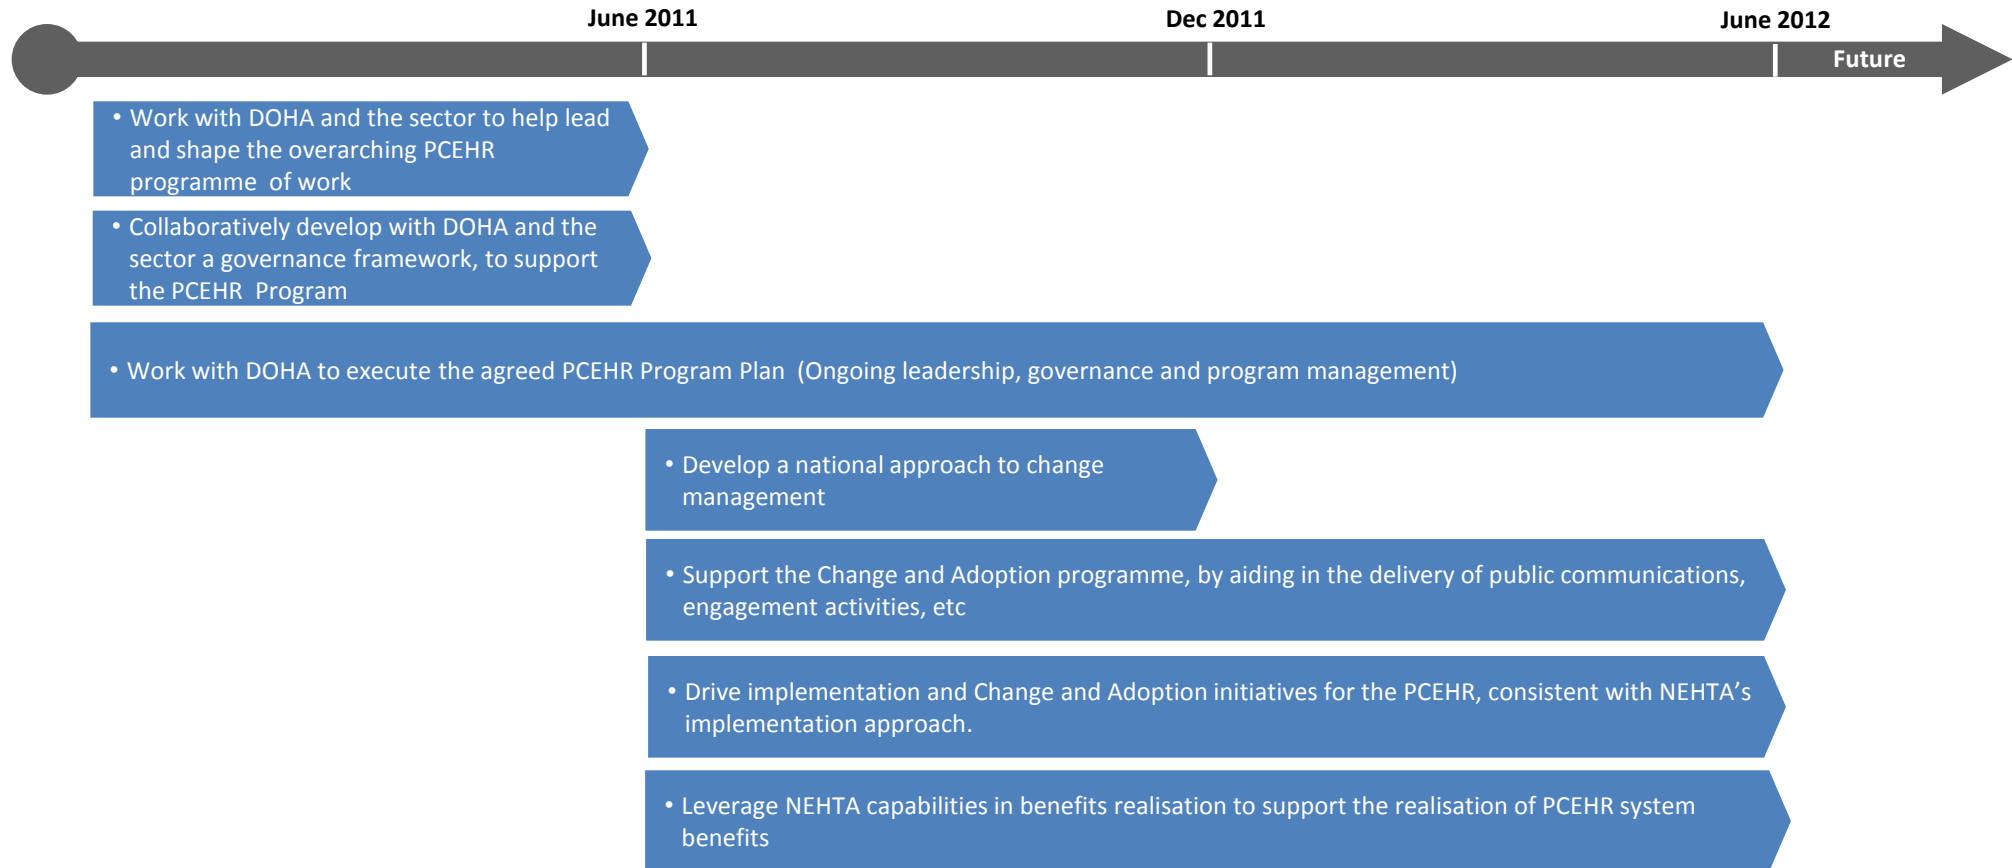 June 2011
Dec 2011
June 2012
Future
• Work with DOHA and the sector to help lead
and shape the overarching PCEHR
programme of work
• Collaboratively develop with DOHA and the
sector a governance framework, to support
the PCEHR Program
• Work with DOHA to execute the agreed PCEHR Program Plan (Ongoing leadership, governance and program management)
• Develop a national approach to change
management
• Support the Change and Adoption programme, by aiding in the delivery of public communications,
engagement activities, etc
• Drive implementation and Change and Adoption initiatives for the PCEHR, consistent with NEHTA’s
implementation approach.
• Leverage NEHTA capabilities in benefits realisation to support the realisation of PCEHR system
benefits